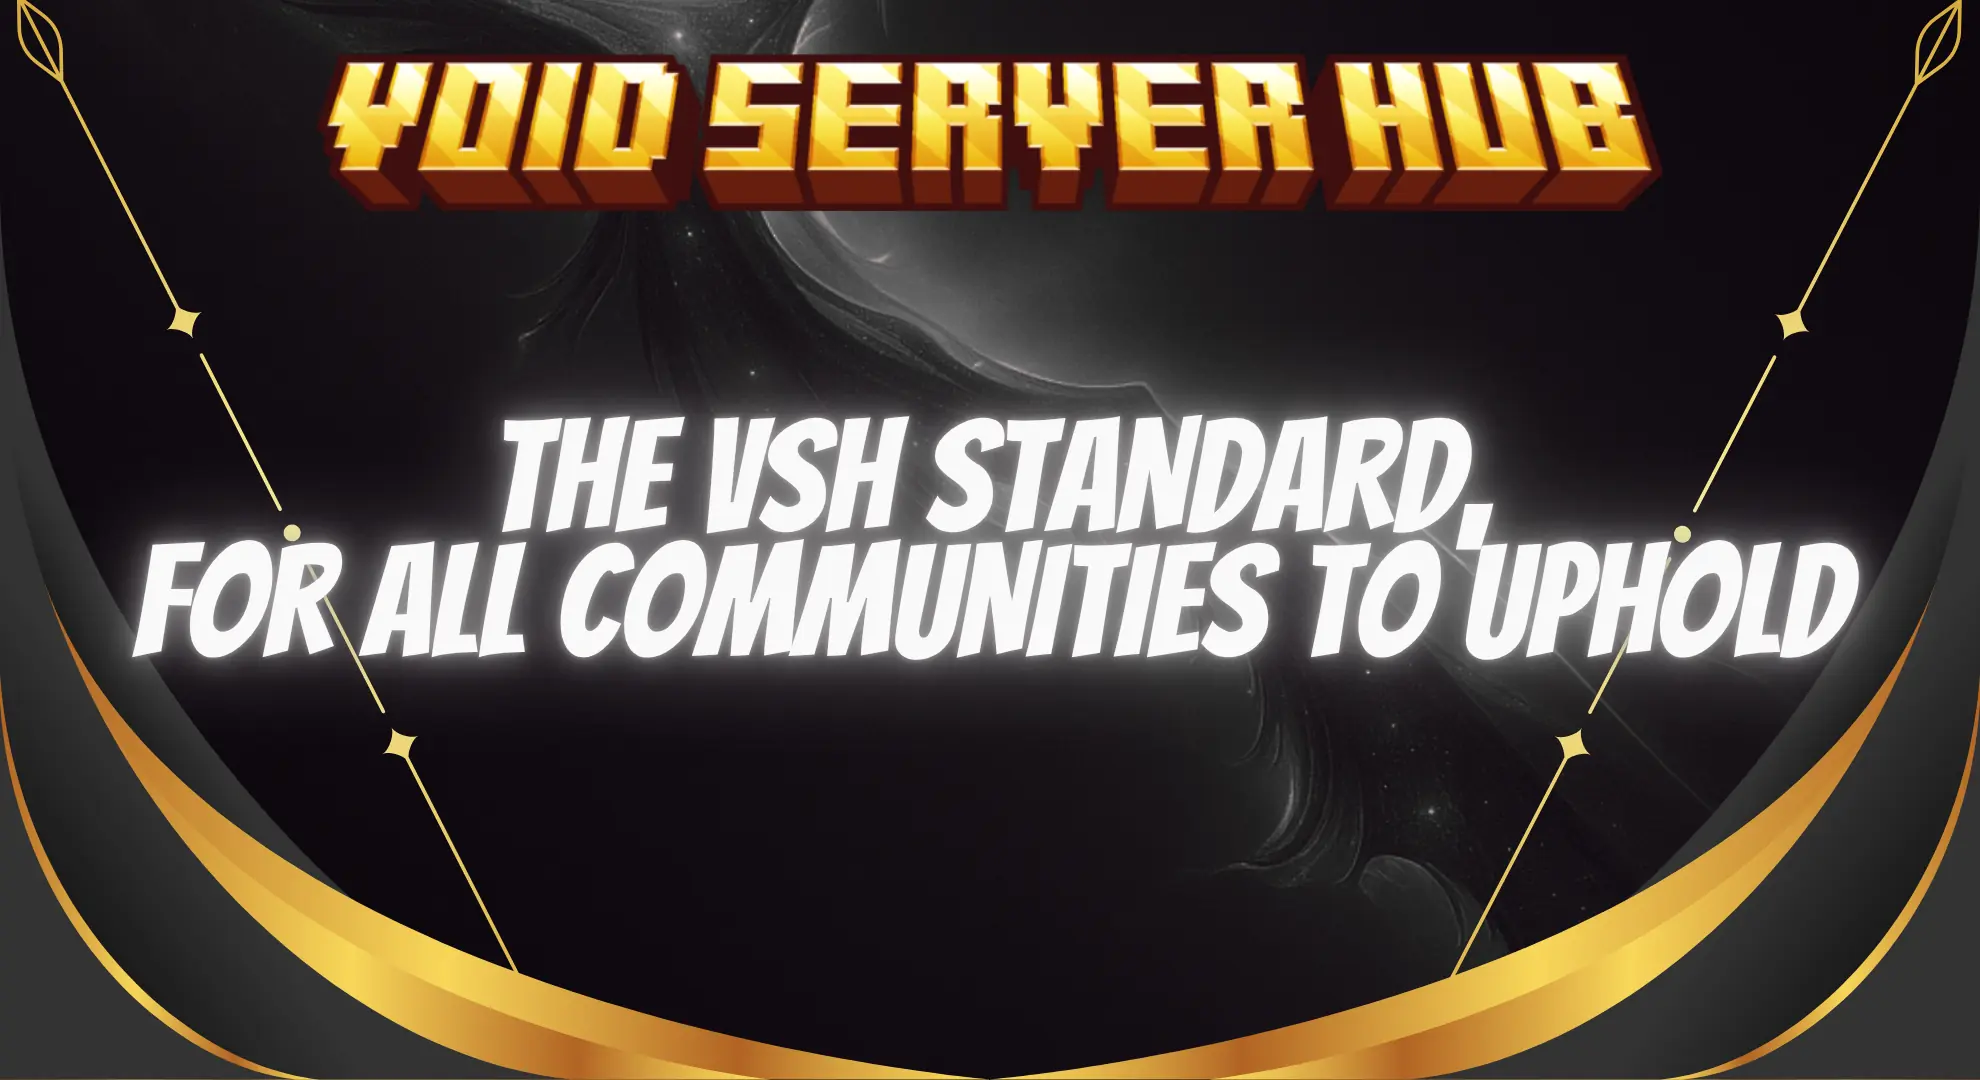 VOID SERVER HUB
THE VSH STANDARD,
FOR ALL COMMUNITIES TO UPHOLD